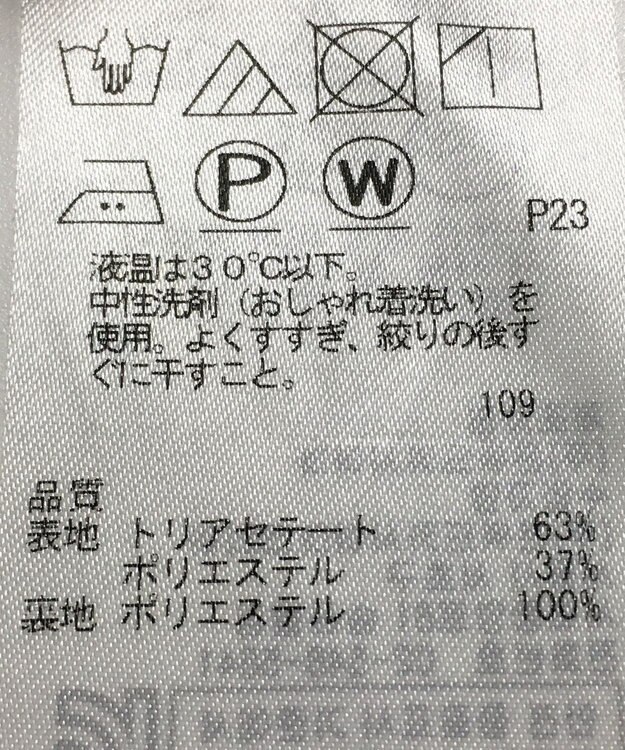 P W
P23
液温は30℃以下。
中性洗剤（おしゃれ着洗い）を
使用。よくすすぎ、絞りの後す
ぐに干すこと。
109
品質
表地 トリアセテート 63%
ポリエステル 37%
裏地 ポリエステル 100%